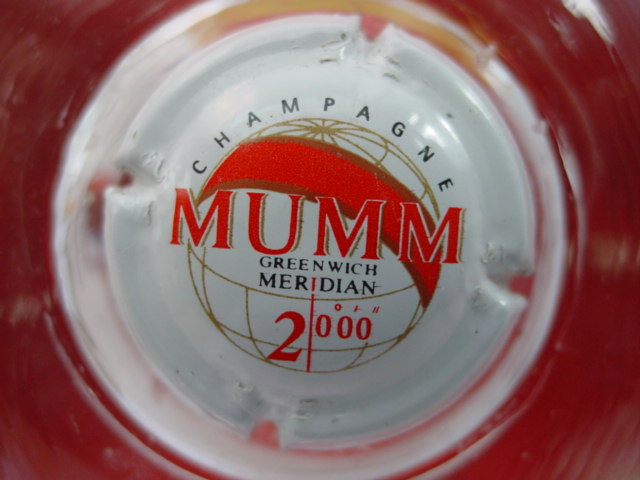 CHAMPAGNE
MUMM
GREENWICH
MERIDIAN
2000